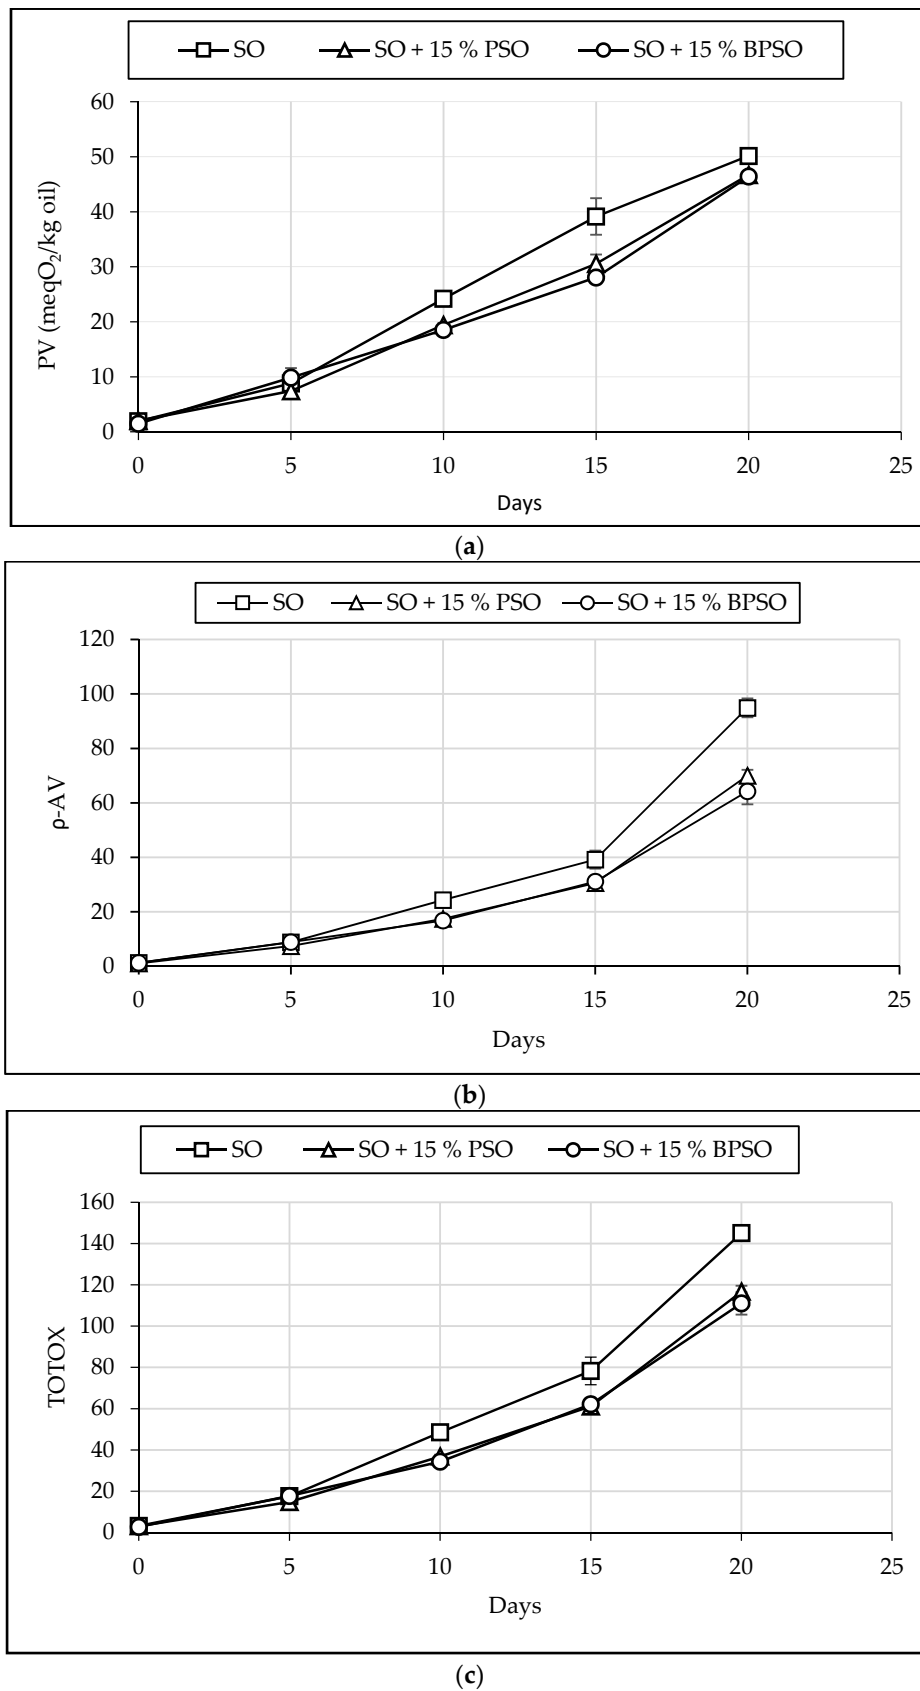 SO SO + 15 % PSO SO + 15 % BPSO
60
50
40
30
20
10
0
PV (meqO₂/kg oil)
0 5 10 15 20 25
Days
(a)
SO SO + 15 % PSO SO + 15 % BPSO
120
100
80
60
40
20
0
ρ-AV
0 5 10 15 20 25
Days
(b)
SO SO + 15 % PSO SO + 15 % BPSO
160
140
120
100
80
60
40
20
0
TOTOX
0 5 10 15 20 25
Days
(c)